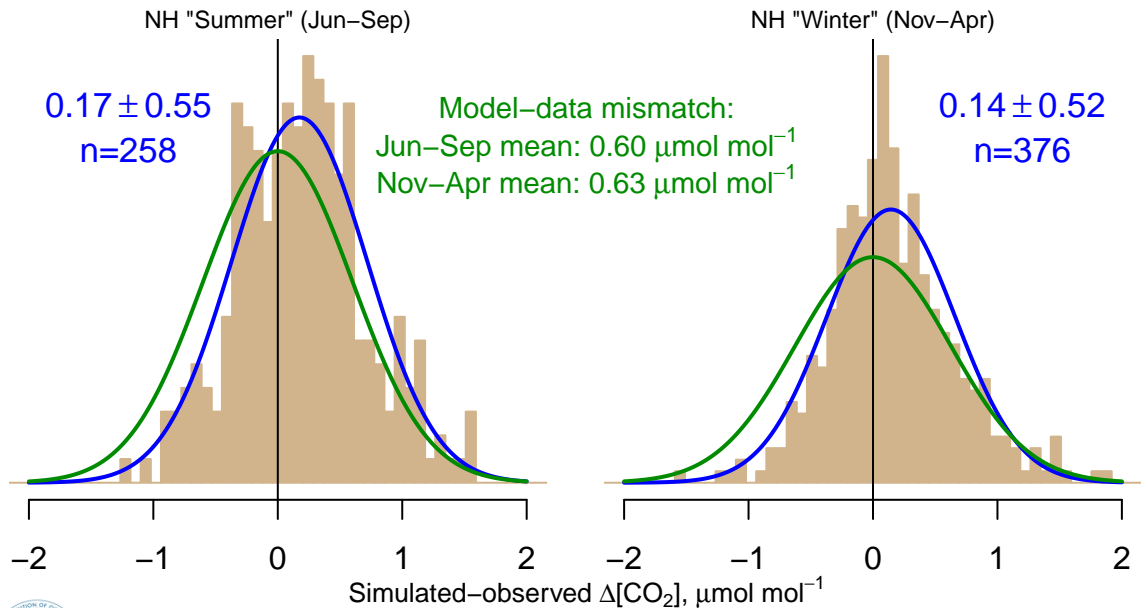 NH "Summer" (Jun−Sep)
NH "Winter" (Nov−Apr)
0.17 ± 0.55
n=258
Model−data mismatch:
Jun−Sep mean: 0.60 μmol mol⁻¹
Nov−Apr mean: 0.63 μmol mol⁻¹
0.14 ± 0.52
n=376
−2 −1 0 1 2
−2 −1 0 1 2
Simulated−observed Δ[CO₂], μmol mol⁻¹